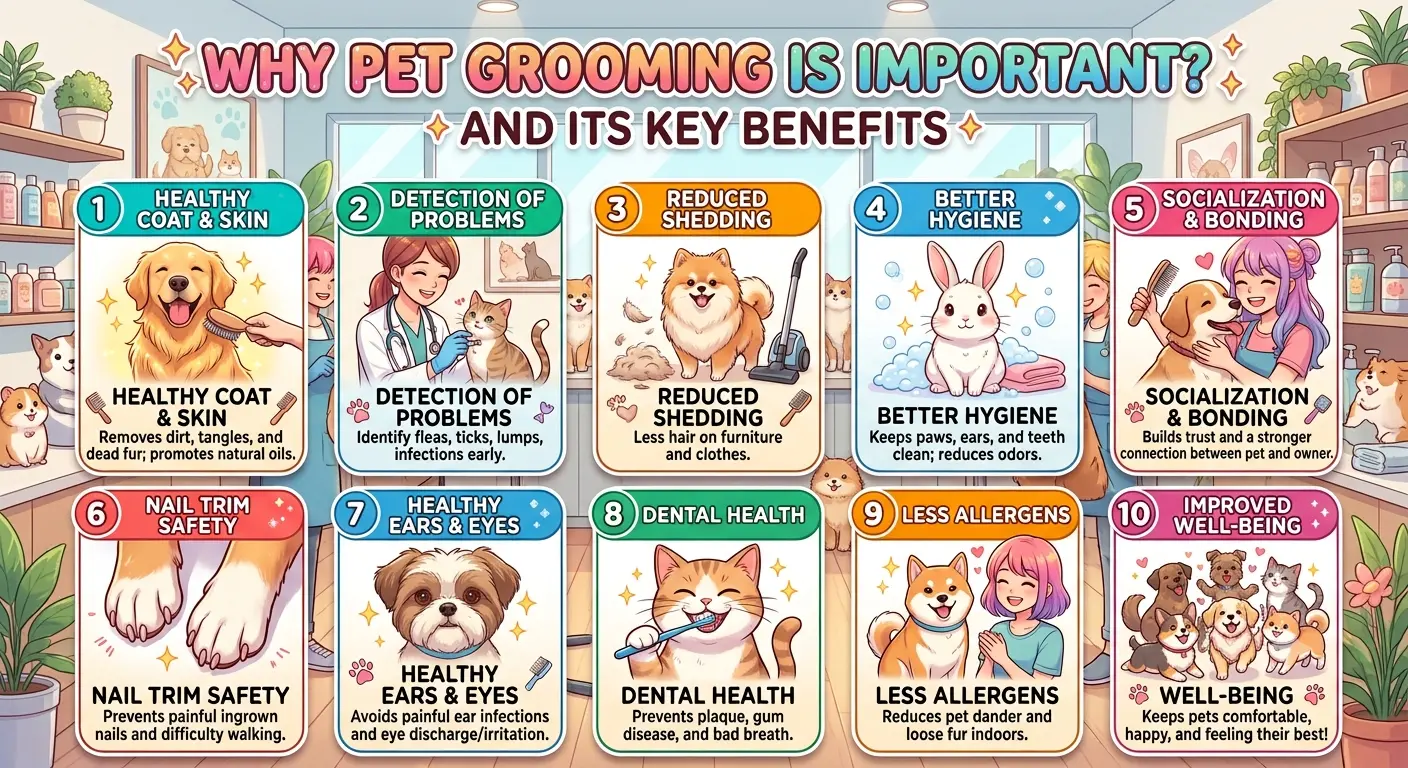 WHY PET GROOMING IS IMPORTANT?
AND ITS KEY BENEFITS
1
HEALTHY
COAT & SKIN
HEALTHY COAT
& SKIN
Removes dirt, tangles, and
dead fur; promotes natural oils.
2
DETECTION OF
PROBLEMS
DETECTION OF
PROBLEMS
Identify fleas, ticks, lumps,
infections early.
3
REDUCED
SHEDDING
REDUCED
SHEDDING
Less hair on furniture
and clothes.
4
BETTER
HYGIENE
BETTER HYGIENE
Keeps paws, ears, and teeth
clean; reduces odors.
5
SOCIALIZATION
& BONDING
SOCIALIZATION
& BONDING
Builds trust and a stronger
connection between pet and owner.
6
NAIL TRIM
SAFETY
NAIL TRIM SAFETY
Prevents painful ingrown
nails and difficulty walking.
7
HEALTHY
EARS & EYES
HEALTHY
EARS & EYES
Avoids painful ear infections
and eye discharge/irritation.
8
DENTAL HEALTH
DENTAL HEALTH
Prevents plaque, gum
disease, and bad breath.
9
LESS ALLERGENS
LESS ALLERGENS
Reduces pet dander and
loose fur indoors.
10
IMPROVED
WELL-BEING
WELL-BEING
Keeps pets comfortable,
happy, and feeling their best!